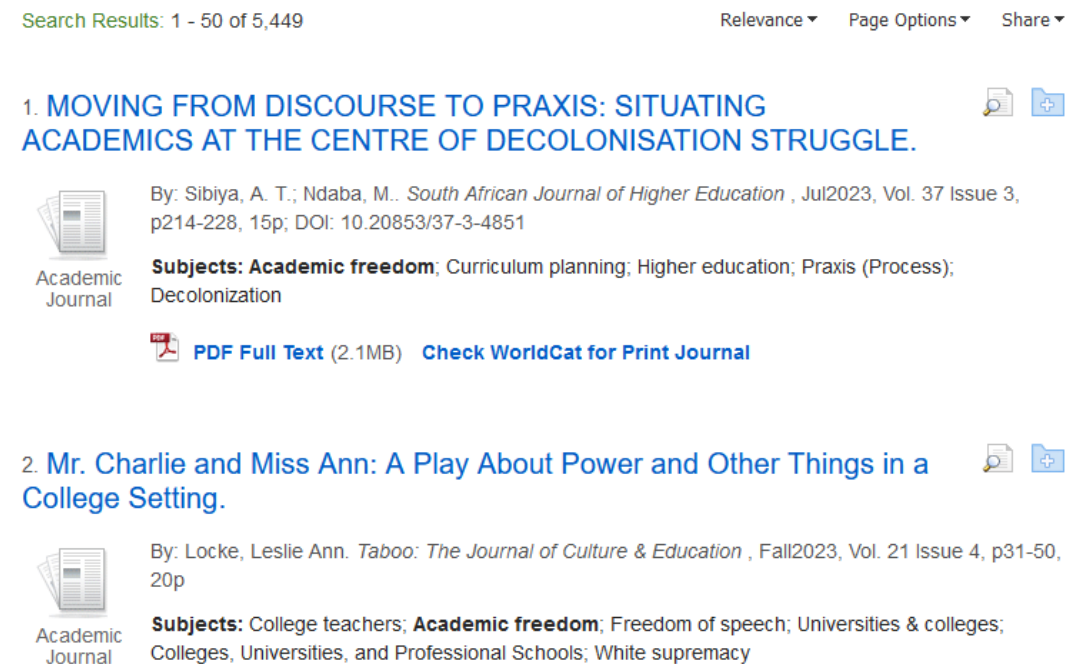 Search Results: 1 - 50 of 5,449
Relevance Page Options Share
1. MOVING FROM DISCOURSE TO PRAXIS: SITUATING
ACADEMICS AT THE CENTRE OF DECOLONISATION STRUGGLE.
By: Sibiya, A. T.; Ndaba, M.. South African Journal of Higher Education , Jul2023, Vol. 37 Issue 3,
p214-228, 15p; DOI: 10.20853/37-3-4851
Academic
Journal
Subjects: Academic freedom; Curriculum planning; Higher education; Praxis (Process);
Decolonization
PDF
PDF Full Text (2.1MB) Check WorldCat for Print Journal
2. Mr. Charlie and Miss Ann: A Play About Power and Other Things in a
College Setting.
By: Locke, Leslie Ann. Taboo: The Journal of Culture & Education , Fall2023, Vol. 21 Issue 4, p31-50,
20p
Academic
Journal
Subjects: College teachers; Academic freedom; Freedom of speech; Universities & colleges;
Colleges, Universities, and Professional Schools; White supremacy